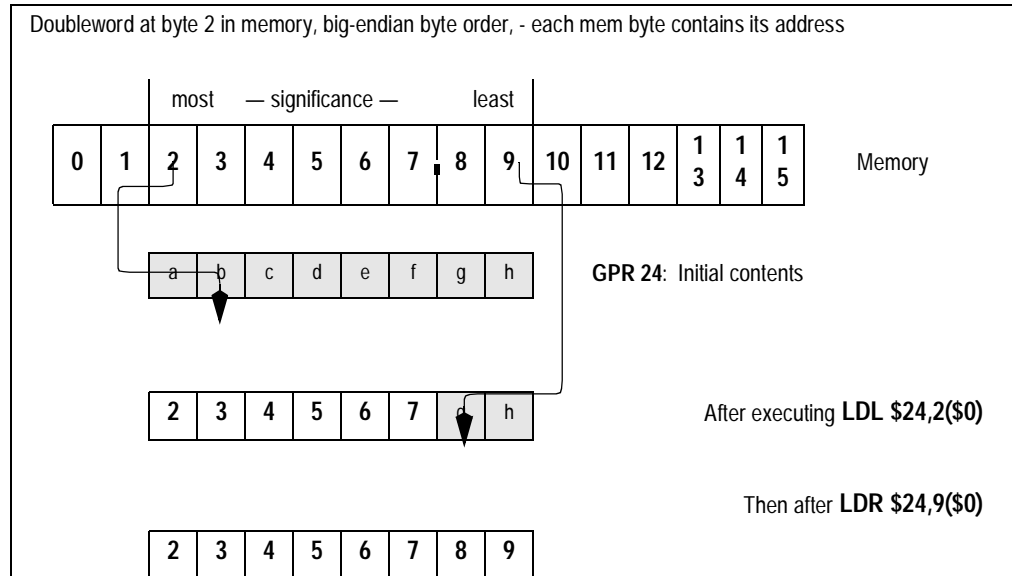 Doubleword at byte 2 in memory, big-endian byte order, - each mem byte contains its address
most — significance — least
0 1 2 3 4 5 6 7 8 9 10 11 12 13 14 15 Memory
a b c d e f g h GPR 24: Initial contents
2 3 4 5 6 7 g h After executing LDL $24,2($0)
Then after LDR $24,9($0)
2 3 4 5 6 7 8 9